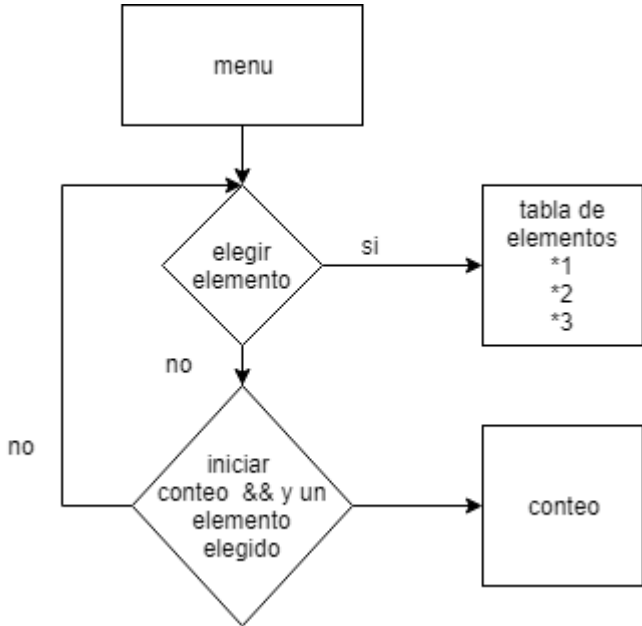 menu
elegir
elemento
si
tabla de
elementos
*1
*2
*3
no
no
iniciar
conteo && y un
elemento
elegido
conteo